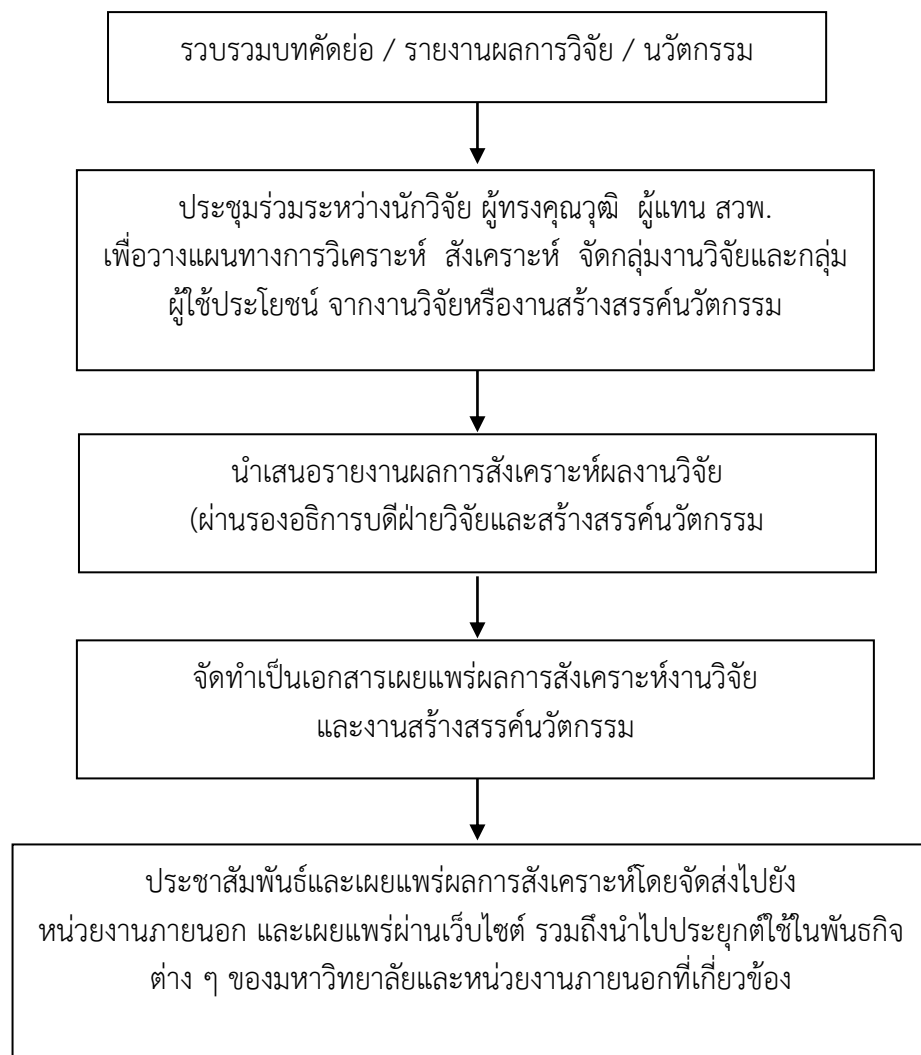 รวบรวมบทคัดย่อ / รายงานผลการวิจัย / นวัตกรรม
ประชุมร่วมระหว่างนักวิจัย ผู้ทรงคุณวุฒิ ผู้แทน สวพ.
เพื่อวางแผนทางการวิเคราะห์ สังเคราะห์ จัดกลุ่มงานวิจัยและกลุ่ม
ผู้ใช้ประโยชน์ จากงานวิจัยหรืองานสร้างสรรค์นวัตกรรม
นำเสนอรายงานผลการสังเคราะห์ผลงานวิจัย
(ผ่านรองอธิการบดีฝ่ายวิจัยและสร้างสรรค์นวัตกรรม
จัดทำเป็นเอกสารเผยแพร่ผลการสังเคราะห์งานวิจัย
และงานสร้างสรรค์นวัตกรรม
ประชาสัมพันธ์และเผยแพร่ผลการสังเคราะห์โดยจัดส่งไปยัง
หน่วยงานภายนอก และเผยแพร่ผ่านเว็บไซต์ รวมถึงนำไปประยุกต์ใช้ในพันธกิจ
ต่าง ๆ ของมหาวิทยาลัยและหน่วยงานภายนอกที่เกี่ยวข้อง